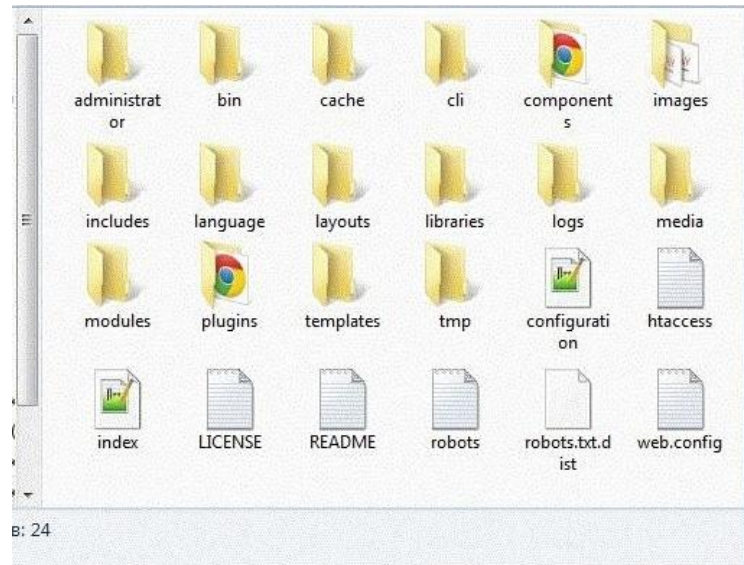 administrat bin cache cli component images
or s
includes language layouts libraries logs media
modules plugins templates tmp configurati htaccess
on
index LICENSE README robots robots.txt.d web.config
ist
в: 24